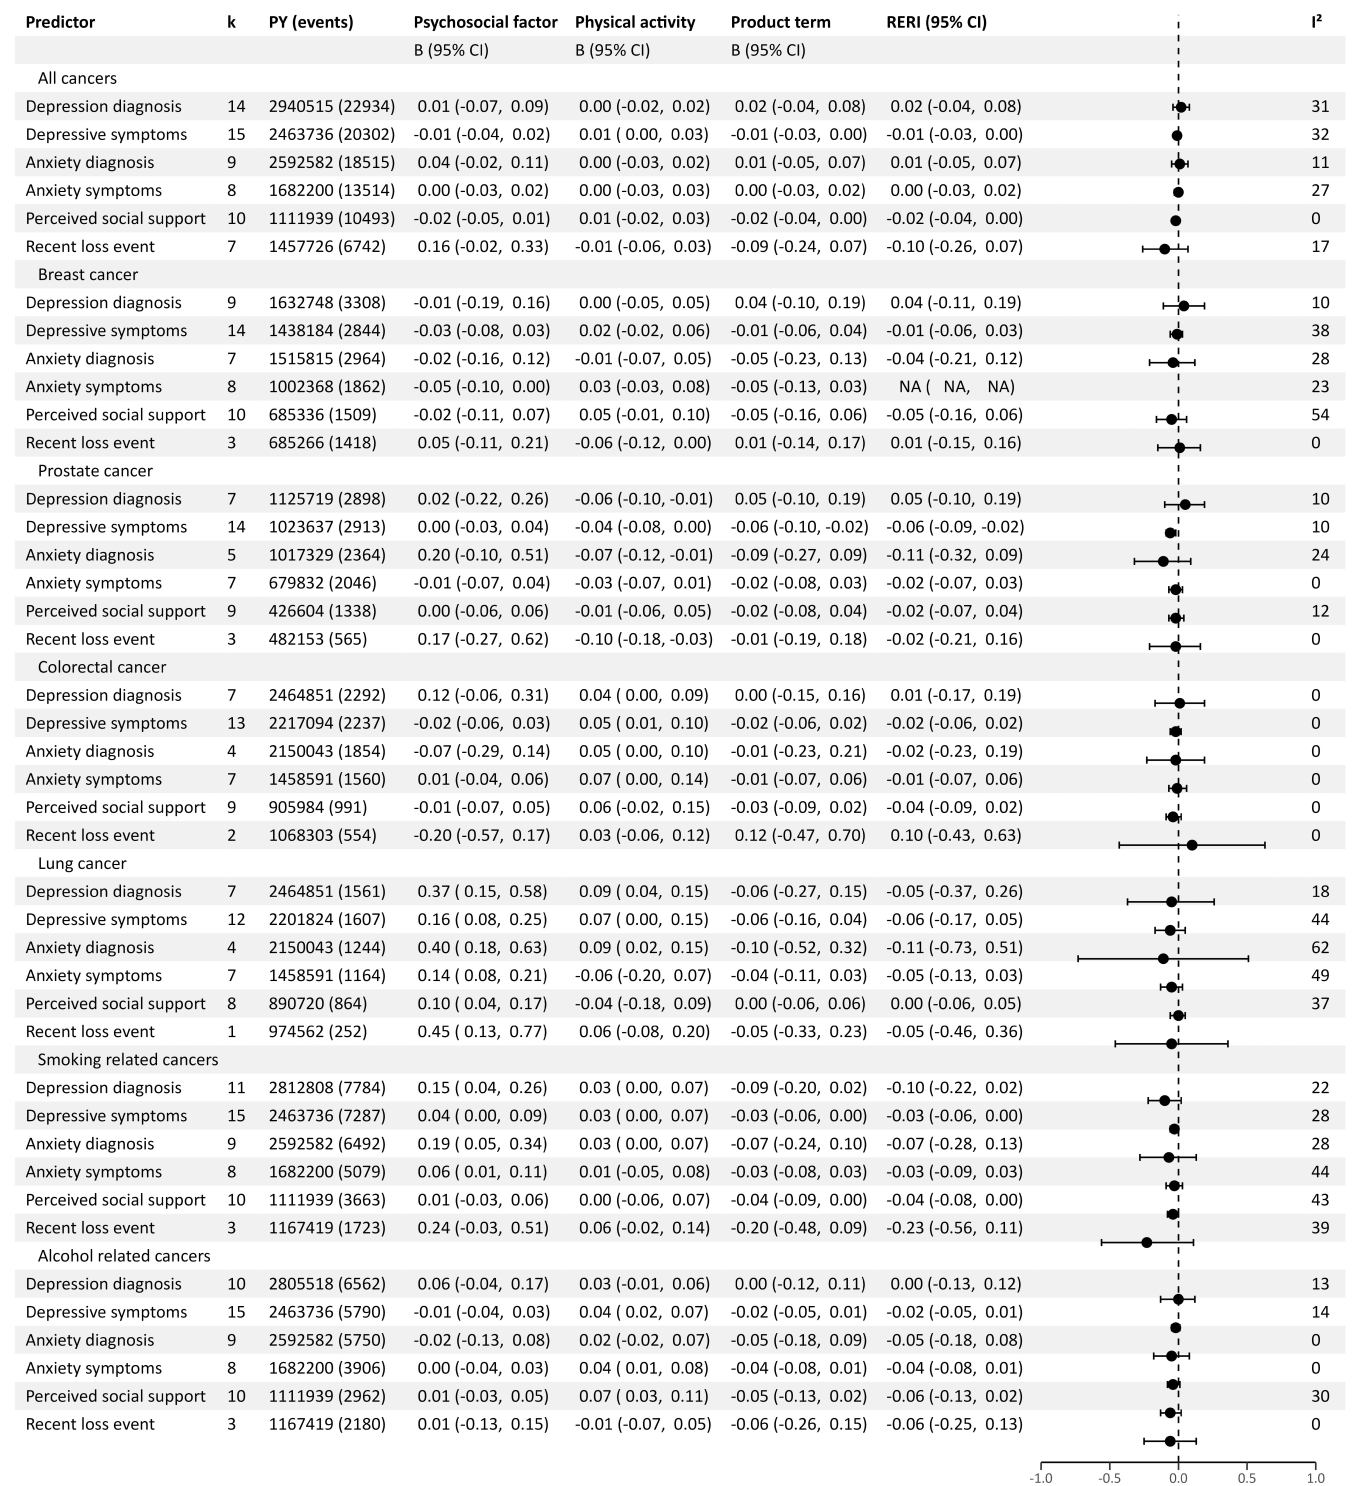 Predictor k PY (events) Psychosocial factor Physical activity Product term RERI (95% CI) I²
B (95% CI) B (95% CI) B (95% CI)
All cancers
Depression diagnosis 14 2940515 (22934) 0.01 (-0.07, 0.09) 0.00 (-0.02, 0.02) 0.02 (-0.04, 0.08) 0.02 (-0.04, 0.08) 31
Depressive symptoms 15 2463736 (20302) -0.01 (-0.04, 0.02) 0.01 ( 0.00, 0.03) -0.01 (-0.03, 0.00) -0.01 (-0.03, 0.00) 32
Anxiety diagnosis 9 2592582 (18515) 0.04 (-0.02, 0.11) 0.00 (-0.03, 0.02) 0.01 (-0.05, 0.07) 0.01 (-0.05, 0.07) 11
Anxiety symptoms 8 1682200 (13514) 0.00 (-0.03, 0.02) 0.00 (-0.03, 0.03) 0.00 (-0.03, 0.02) 0.00 (-0.03, 0.02) 27
Perceived social support 10 1111939 (10493) -0.02 (-0.05, 0.01) 0.01 (-0.02, 0.03) -0.02 (-0.04, 0.00) -0.02 (-0.04, 0.00) 0
Recent loss event 7 1457726 (6742) 0.16 (-0.02, 0.33) -0.01 (-0.06, 0.03) -0.09 (-0.24, 0.07) -0.10 (-0.26, 0.07) 17
Breast cancer
Depression diagnosis 9 1632748 (3308) -0.01 (-0.19, 0.16) 0.00 (-0.05, 0.05) 0.04 (-0.10, 0.19) 0.04 (-0.11, 0.19) 10
Depressive symptoms 14 1438184 (2844) -0.03 (-0.08, 0.03) 0.02 (-0.02, 0.06) -0.01 (-0.06, 0.04) -0.01 (-0.06, 0.03) 38
Anxiety diagnosis 7 1515815 (2964) -0.02 (-0.16, 0.12) -0.01 (-0.07, 0.05) -0.05 (-0.23, 0.13) -0.04 (-0.21, 0.12) 28
Anxiety symptoms 8 1002368 (1862) -0.05 (-0.10, 0.00) 0.03 (-0.03, 0.08) -0.05 (-0.13, 0.03) NA ( NA, NA) 23
Perceived social support 10 685336 (1509) -0.02 (-0.11, 0.07) 0.05 (-0.01, 0.10) -0.05 (-0.16, 0.06) -0.05 (-0.16, 0.06) 54
Recent loss event 3 685266 (1418) 0.05 (-0.11, 0.21) -0.06 (-0.12, 0.00) 0.01 (-0.14, 0.17) 0.01 (-0.15, 0.16) 0
Prostate cancer
Depression diagnosis 7 1125719 (2898) 0.02 (-0.22, 0.26) -0.06 (-0.10, -0.01) 0.05 (-0.10, 0.19) 0.05 (-0.10, 0.19) 10
Depressive symptoms 14 1023637 (2913) 0.00 (-0.03, 0.04) -0.04 (-0.08, 0.00) -0.06 (-0.10, -0.02) -0.06 (-0.09, -0.02) 10
Anxiety diagnosis 5 1017329 (2364) 0.20 (-0.10, 0.51) -0.07 (-0.12, -0.01) -0.09 (-0.27, 0.09) -0.11 (-0.32, 0.09) 24
Anxiety symptoms 7 679832 (2046) -0.01 (-0.07, 0.04) -0.03 (-0.07, 0.01) -0.02 (-0.08, 0.03) -0.02 (-0.07, 0.03) 0
Perceived social support 9 426604 (1338) 0.00 (-0.06, 0.06) -0.01 (-0.06, 0.05) -0.02 (-0.08, 0.04) -0.02 (-0.07, 0.04) 12
Recent loss event 3 482153 (565) 0.17 (-0.27, 0.62) -0.10 (-0.18, -0.03) -0.01 (-0.19, 0.18) -0.02 (-0.21, 0.16) 0
Colorectal cancer
Depression diagnosis 7 2464851 (2292) 0.12 (-0.06, 0.31) 0.04 ( 0.00, 0.09) 0.00 (-0.15, 0.16) 0.01 (-0.17, 0.19) 0
Depressive symptoms 13 2217094 (2237) -0.02 (-0.06, 0.03) 0.05 ( 0.01, 0.10) -0.02 (-0.06, 0.02) -0.02 (-0.06, 0.02) 0
Anxiety diagnosis 4 2150043 (1854) -0.07 (-0.29, 0.14) 0.05 ( 0.00, 0.10) -0.01 (-0.23, 0.21) -0.02 (-0.23, 0.19) 0
Anxiety symptoms 7 1458591 (1560) 0.01 (-0.04, 0.06) 0.07 ( 0.00, 0.14) -0.01 (-0.07, 0.06) -0.01 (-0.07, 0.06) 0
Perceived social support 9 905984 (991) -0.01 (-0.07, 0.05) 0.06 (-0.02, 0.15) -0.03 (-0.09, 0.02) -0.04 (-0.09, 0.02) 0
Recent loss event 2 1068303 (554) -0.20 (-0.57, 0.17) 0.03 (-0.06, 0.12) 0.12 (-0.47, 0.70) 0.10 (-0.43, 0.63) 0
Lung cancer
Depression diagnosis 7 2464851 (1561) 0.37 ( 0.15, 0.58) 0.09 ( 0.04, 0.15) -0.06 (-0.27, 0.15) -0.05 (-0.37, 0.26) 18
Depressive symptoms 12 2201824 (1607) 0.16 ( 0.08, 0.25) 0.07 ( 0.00, 0.15) -0.06 (-0.16, 0.04) -0.06 (-0.17, 0.05) 44
Anxiety diagnosis 4 2150043 (1244) 0.40 ( 0.18, 0.63) 0.09 ( 0.02, 0.15) -0.10 (-0.52, 0.32) -0.11 (-0.73, 0.51) 62
Anxiety symptoms 7 1458591 (1164) 0.14 ( 0.08, 0.21) -0.06 (-0.20, 0.07) -0.04 (-0.11, 0.03) -0.05 (-0.13, 0.03) 49
Perceived social support 8 890720 (864) 0.10 ( 0.04, 0.17) -0.04 (-0.18, 0.09) 0.00 (-0.06, 0.06) 0.00 (-0.06, 0.05) 37
Recent loss event 1 974562 (252) 0.45 ( 0.13, 0.77) 0.06 (-0.08, 0.20) -0.05 (-0.33, 0.23) -0.05 (-0.46, 0.36)
Smoking related cancers
Depression diagnosis 11 2812808 (7784) 0.15 ( 0.04, 0.26) 0.03 ( 0.00, 0.07) -0.09 (-0.20, 0.02) -0.10 (-0.22, 0.02) 22
Depressive symptoms 15 2463736 (7287) 0.04 ( 0.00, 0.09) 0.03 ( 0.00, 0.07) -0.03 (-0.06, 0.00) -0.03 (-0.06, 0.00) 28
Anxiety diagnosis 9 2592582 (6492) 0.19 ( 0.05, 0.34) 0.03 ( 0.00, 0.07) -0.07 (-0.24, 0.10) -0.07 (-0.28, 0.13) 28
Anxiety symptoms 8 1682200 (5079) 0.06 ( 0.01, 0.11) 0.01 (-0.05, 0.08) -0.03 (-0.08, 0.03) -0.03 (-0.09, 0.03) 44
Perceived social support 10 1111939 (3663) 0.01 (-0.03, 0.06) 0.00 (-0.06, 0.07) -0.04 (-0.09, 0.00) -0.04 (-0.08, 0.00) 43
Recent loss event 3 1167419 (1723) 0.24 (-0.03, 0.51) 0.06 (-0.02, 0.14) -0.20 (-0.48, 0.09) -0.23 (-0.56, 0.11) 39
Alcohol related cancers
Depression diagnosis 10 2805518 (6562) 0.06 (-0.04, 0.17) 0.03 (-0.01, 0.06) 0.00 (-0.12, 0.11) 0.00 (-0.13, 0.12) 13
Depressive symptoms 15 2463736 (5790) -0.01 (-0.04, 0.03) 0.04 ( 0.02, 0.07) -0.02 (-0.05, 0.01) -0.02 (-0.05, 0.01) 14
Anxiety diagnosis 9 2592582 (5750) -0.02 (-0.13, 0.08) 0.02 (-0.02, 0.07) -0.05 (-0.18, 0.09) -0.05 (-0.18, 0.08) 0
Anxiety symptoms 8 1682200 (3906) 0.00 (-0.04, 0.03) 0.04 ( 0.01, 0.08) -0.04 (-0.08, 0.01) -0.04 (-0.08, 0.01) 0
Perceived social support 10 1111939 (2962) 0.01 (-0.03, 0.05) 0.07 ( 0.03, 0.11) -0.05 (-0.13, 0.02) -0.06 (-0.13, 0.02) 30
Recent loss event 3 1167419 (2180) 0.01 (-0.13, 0.15) -0.01 (-0.07, 0.05) -0.06 (-0.26, 0.15) -0.06 (-0.25, 0.13) 0
-1.0 -0.5 0.0 0.5 1.0